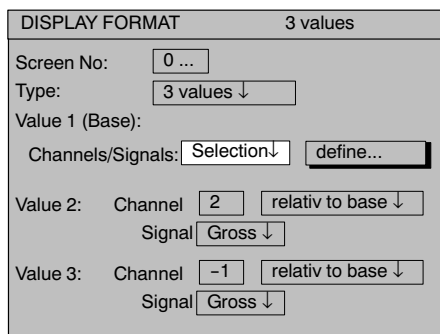 DISPLAY FORMAT 3 values
Screen No: 0 ...
Type: 3 values ↓
Value 1 (Base):
Channels/Signals: Selection↓ define...
Value 2: Channel 2 relativ to base ↓
Signal Gross ↓
Value 3: Channel −1 relativ to base ↓
Signal Gross ↓